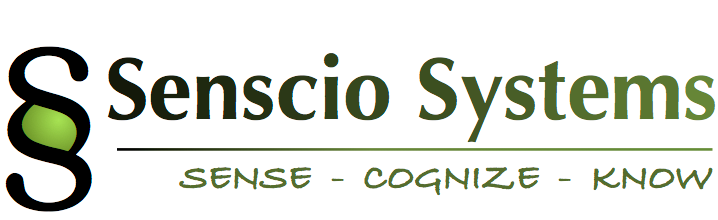 § Senscio Systems
SENSE - COGNIZE - KNOW